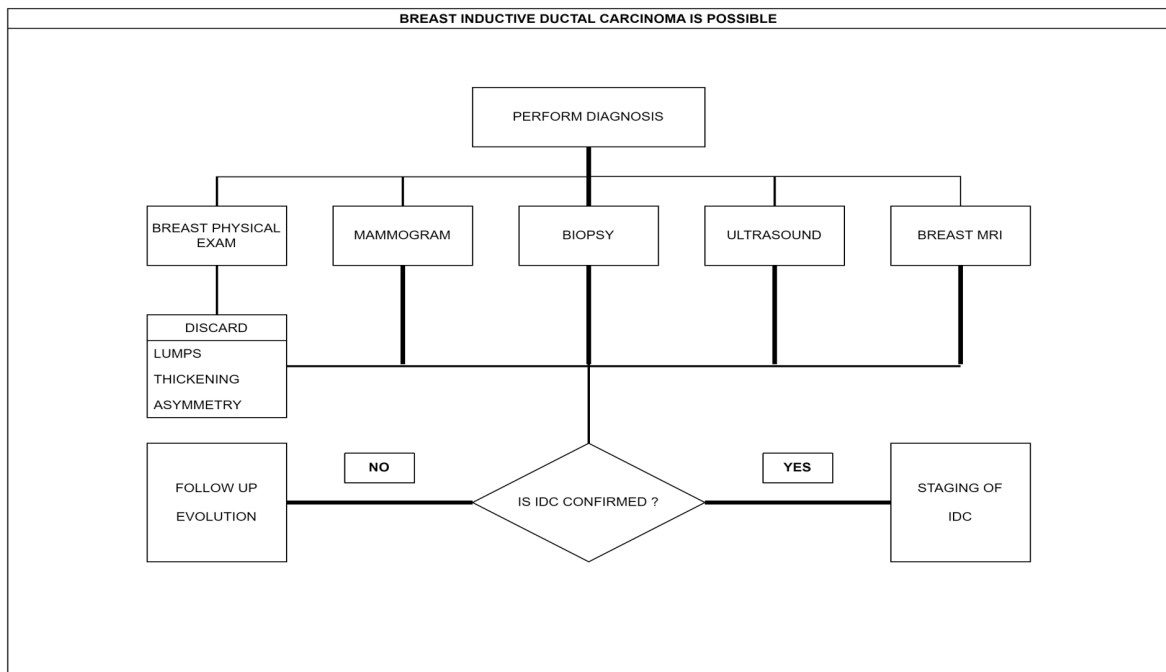 BREAST INDUCTIVE DUCTAL CARCINOMA IS POSSIBLE
PERFORM DIAGNOSIS
BREAST PHYSICAL
EXAM
MAMMOGRAM
BIOPSY
ULTRASOUND
BREAST MRI
DISCARD
LUMPS
THICKENING
ASYMMETRY
FOLLOW UP
EVOLUTION
NO
IS IDC CONFIRMED ?
YES
STAGING OF
IDC